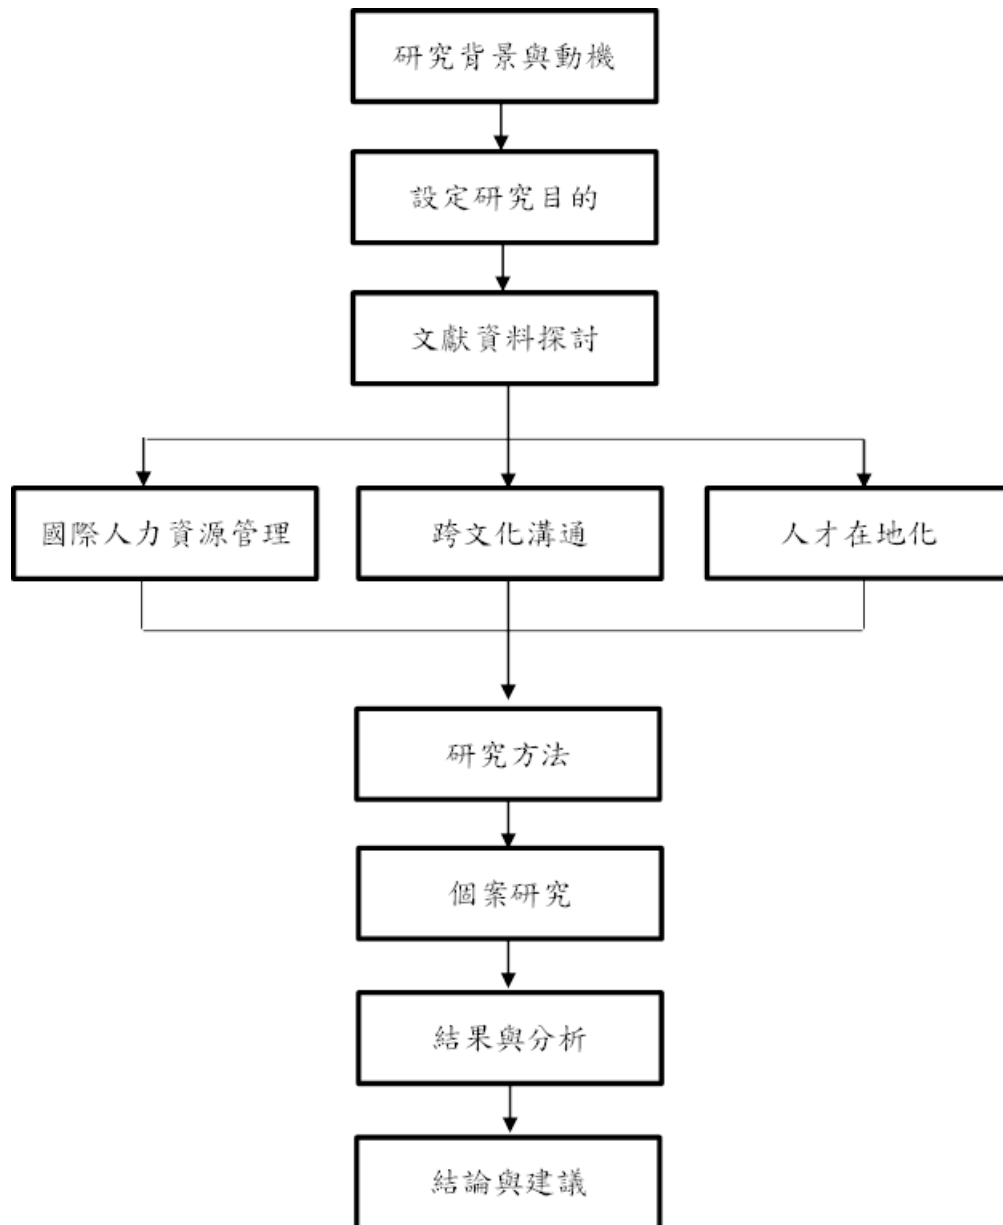 研究背景與動機
設定研究目的
文獻資料探討
國際人力資源管理
跨文化溝通
人才在地化
研究方法
個案研究
結果與分析
結論與建議